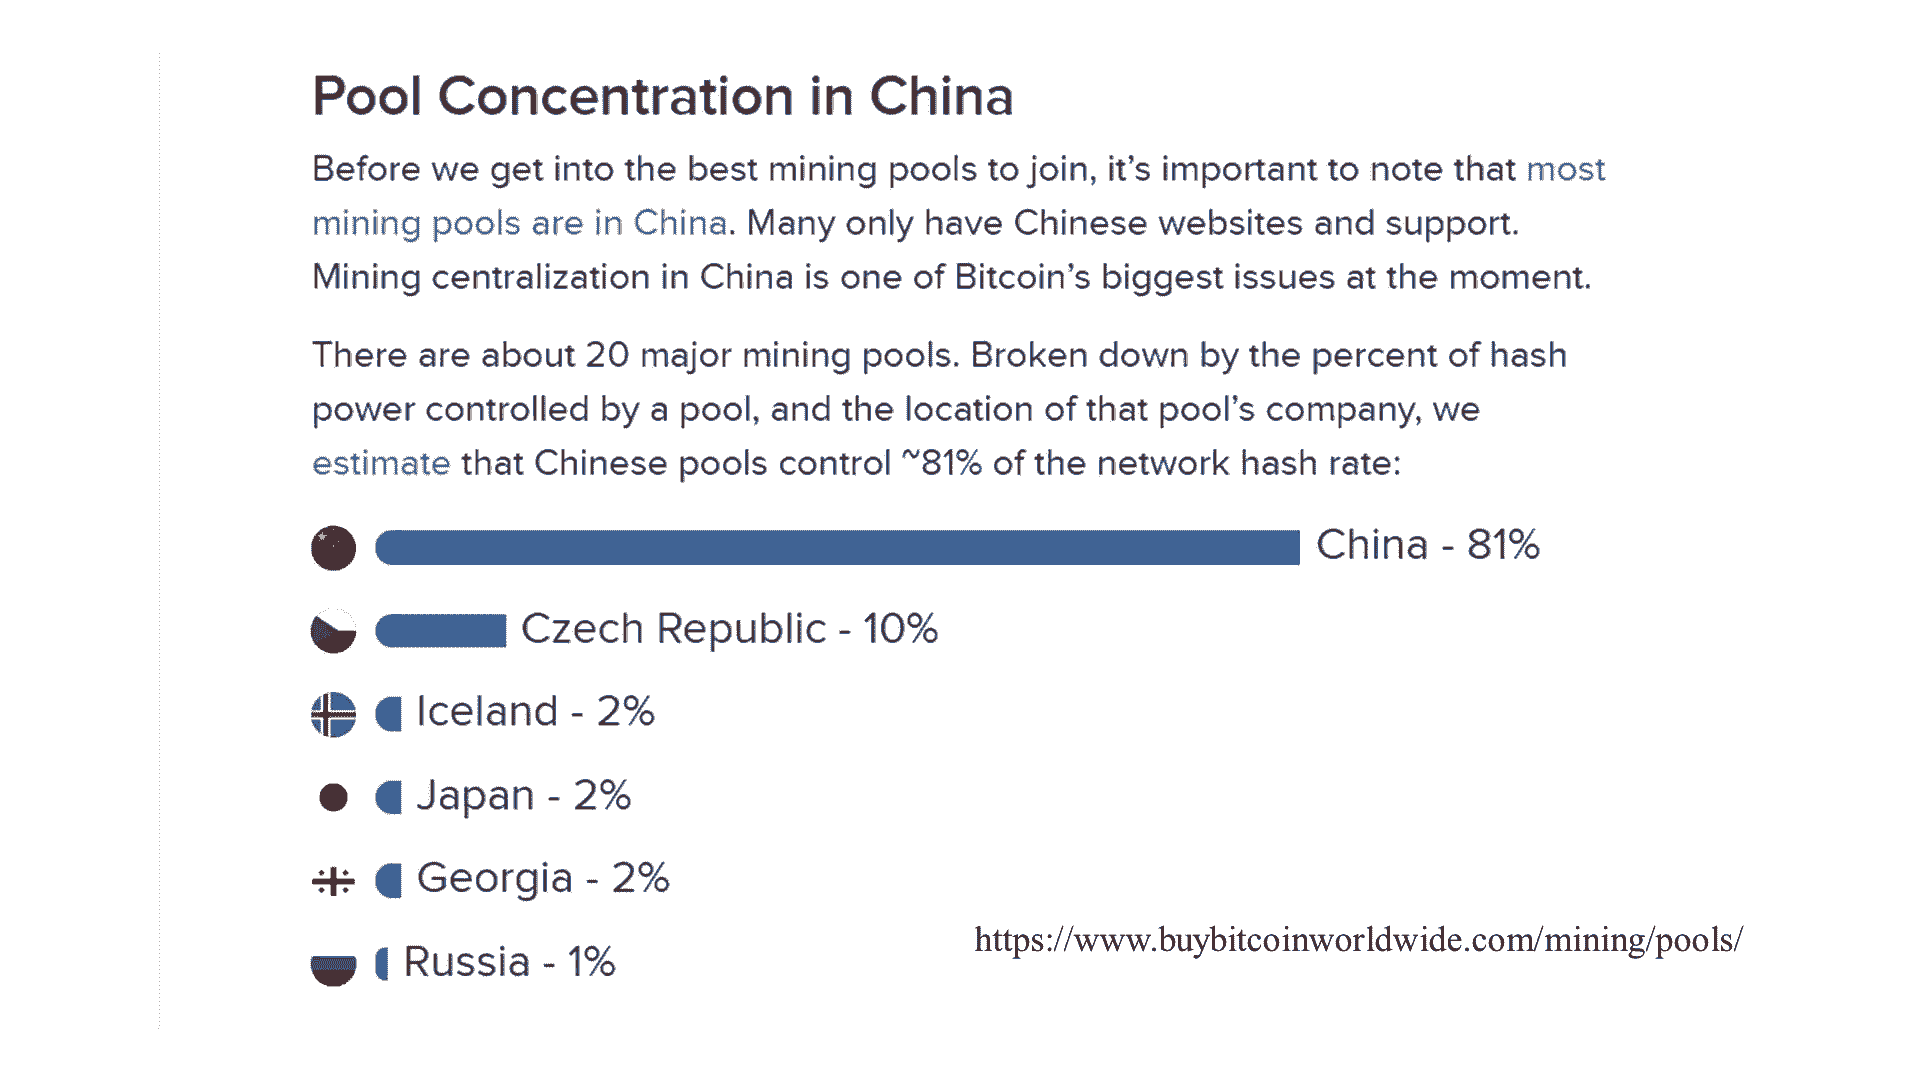 Pool Concentration in China
Before we get into the best mining pools to join, it’s important to note that most
mining pools are in China. Many only have Chinese websites and support.
Mining centralization in China is one of Bitcoin’s biggest issues at the moment.
There are about 20 major mining pools. Broken down by the percent of hash
power controlled by a pool, and the location of that pool’s company, we
estimate that Chinese pools control ~81% of the network hash rate:
China - 81%
Czech Republic - 10%
Iceland - 2%
Japan - 2%
Georgia - 2%
Russia - 1%
https://www.buybitcoinworldwide.com/mining/pools/